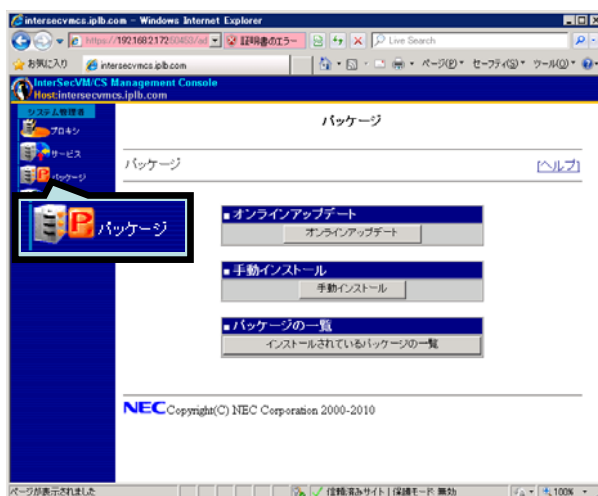 intersecvmcs.iplb.com - Windows Internet Explorer
https://1921682172:50453/ad 証明書のエラー Live Search
お気に入り intersecvmcs.iplb.com ページ(P) セーフティ(S) ツール(O)
InterSecVM/CS Management Console
Host:intersecvmcs.iplb.com
システム管理者
プロキシ
サービス
パッケージ
パッケージ
パッケージ
パッケージ [ヘルプ]
■オンラインアップデート
オンラインアップデート
■手動インストール
手動インストール
■パッケージの一覧
インストールされているパッケージの一覧
NEC Copyright(C) NEC Corporation 2000-2010
ページが表示されました 信頼済みサイト | 保護モード: 無効 100%